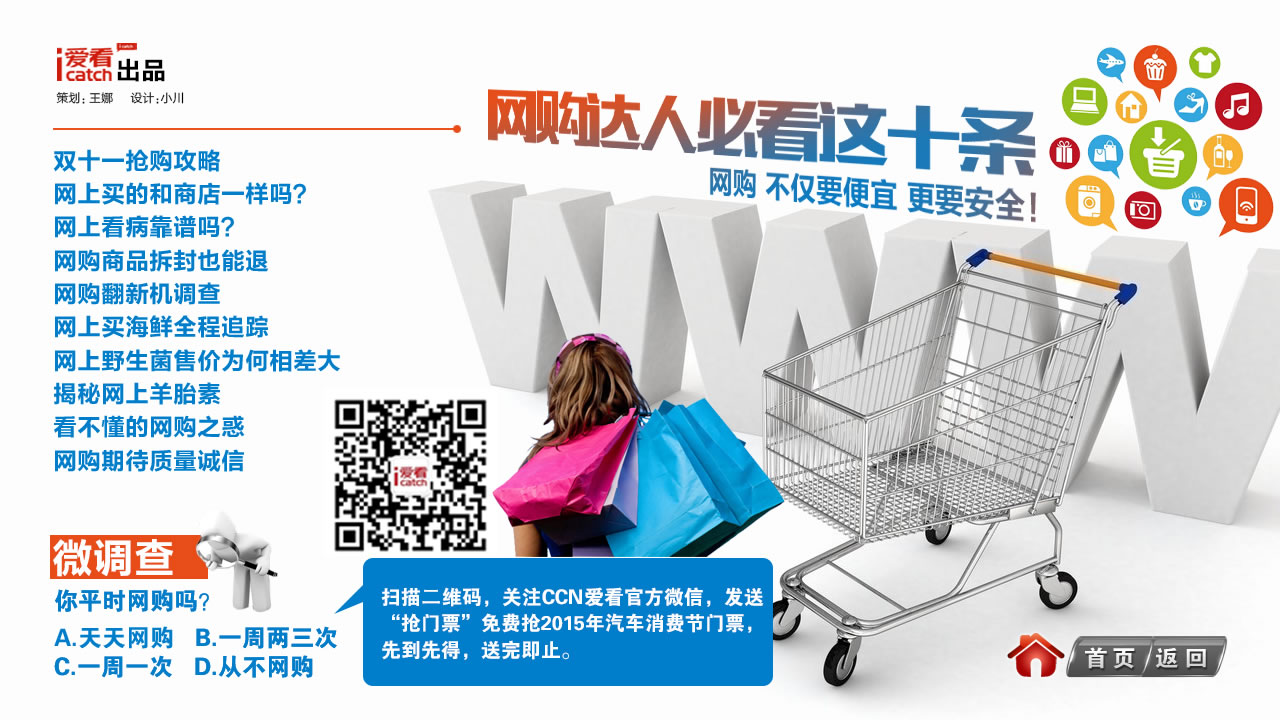 i爱看
catch 出品
策划:王娜 设计:小川
网购达人必看这十条
网购 不仅要便宜 更要安全!
双十一抢购攻略
网上买的和商店一样吗?
网上看病靠谱吗?
网购商品拆封也能退
网购翻新机调查
网上买海鲜全程追踪
网上野生菌售价为何相差大
揭秘网上羊胎素
看不懂的网购之惑
网购期待质量诚信
WWW
i爱看
catch
微调查
你平时网购吗?
A.天天网购 B.一周两三次
C.一周一次 D.从不网购
扫描二维码，关注CCN爱看官方微信，发送
“抢门票”免费抢2015年汽车消费节门票，
先到先得，送完即止。
首页 返回